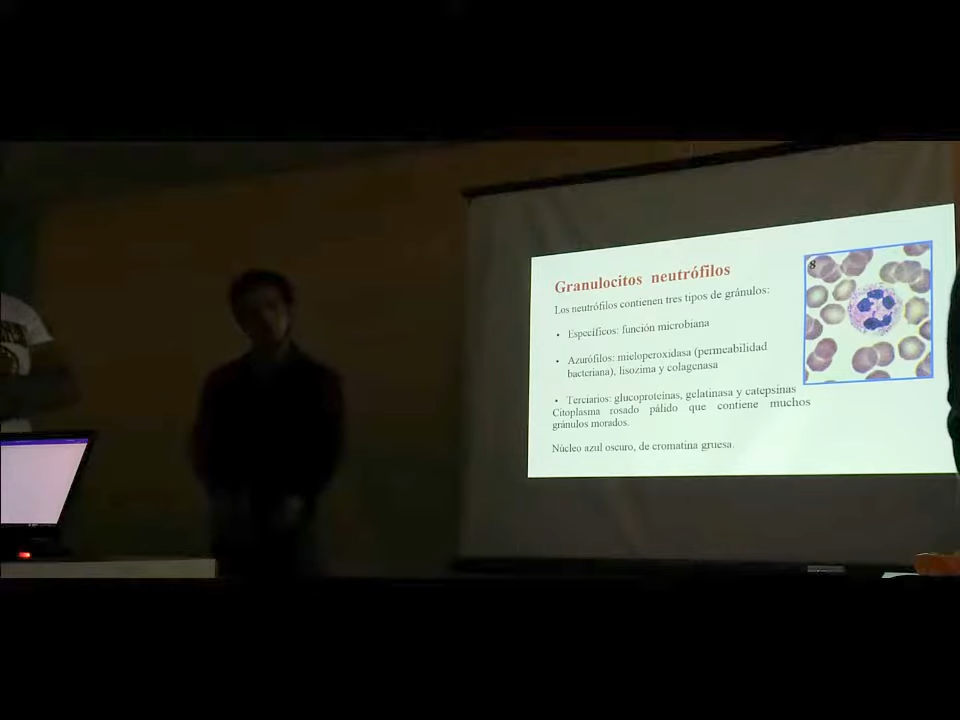 Granulocitos neutrófilos
8
Los neutrófilos contienen tres tipos de gránulos:
• Específicos: función microbiana
• Azurófilos: mieloperoxidasa (permeabilidad
bacteriana), lisozima y colagenasa
• Terciarios: glucoproteínas, gelatinasa y catepsinas
Citoplasma rosado pálido que contiene muchos
gránulos morados.
Núcleo azul oscuro, de cromatina gruesa.